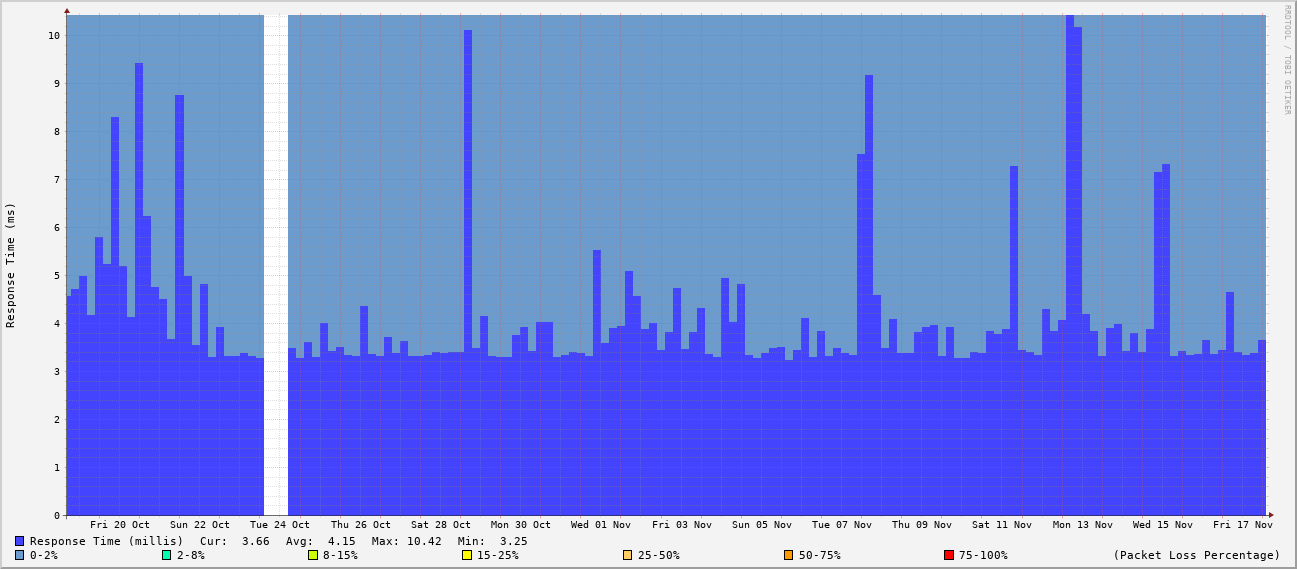 RRDTOOL / TOBI OETIKER
Response Time (ms)
10
9
8
7
6
5
4
3
2
1
0
Fri 20 Oct Sun 22 Oct Tue 24 Oct Thu 26 Oct Sat 28 Oct Mon 30 Oct Wed 01 Nov Fri 03 Nov Sun 05 Nov Tue 07 Nov Thu 09 Nov Sat 11 Nov Mon 13 Nov Wed 15 Nov Fri 17 Nov
Response Time (millis) Cur: 3.66 Avg: 4.15 Max: 10.42 Min: 3.25
0-2% 2-8% 8-15% 15-25% 25-50% 50-75% 75-100% (Packet Loss Percentage)